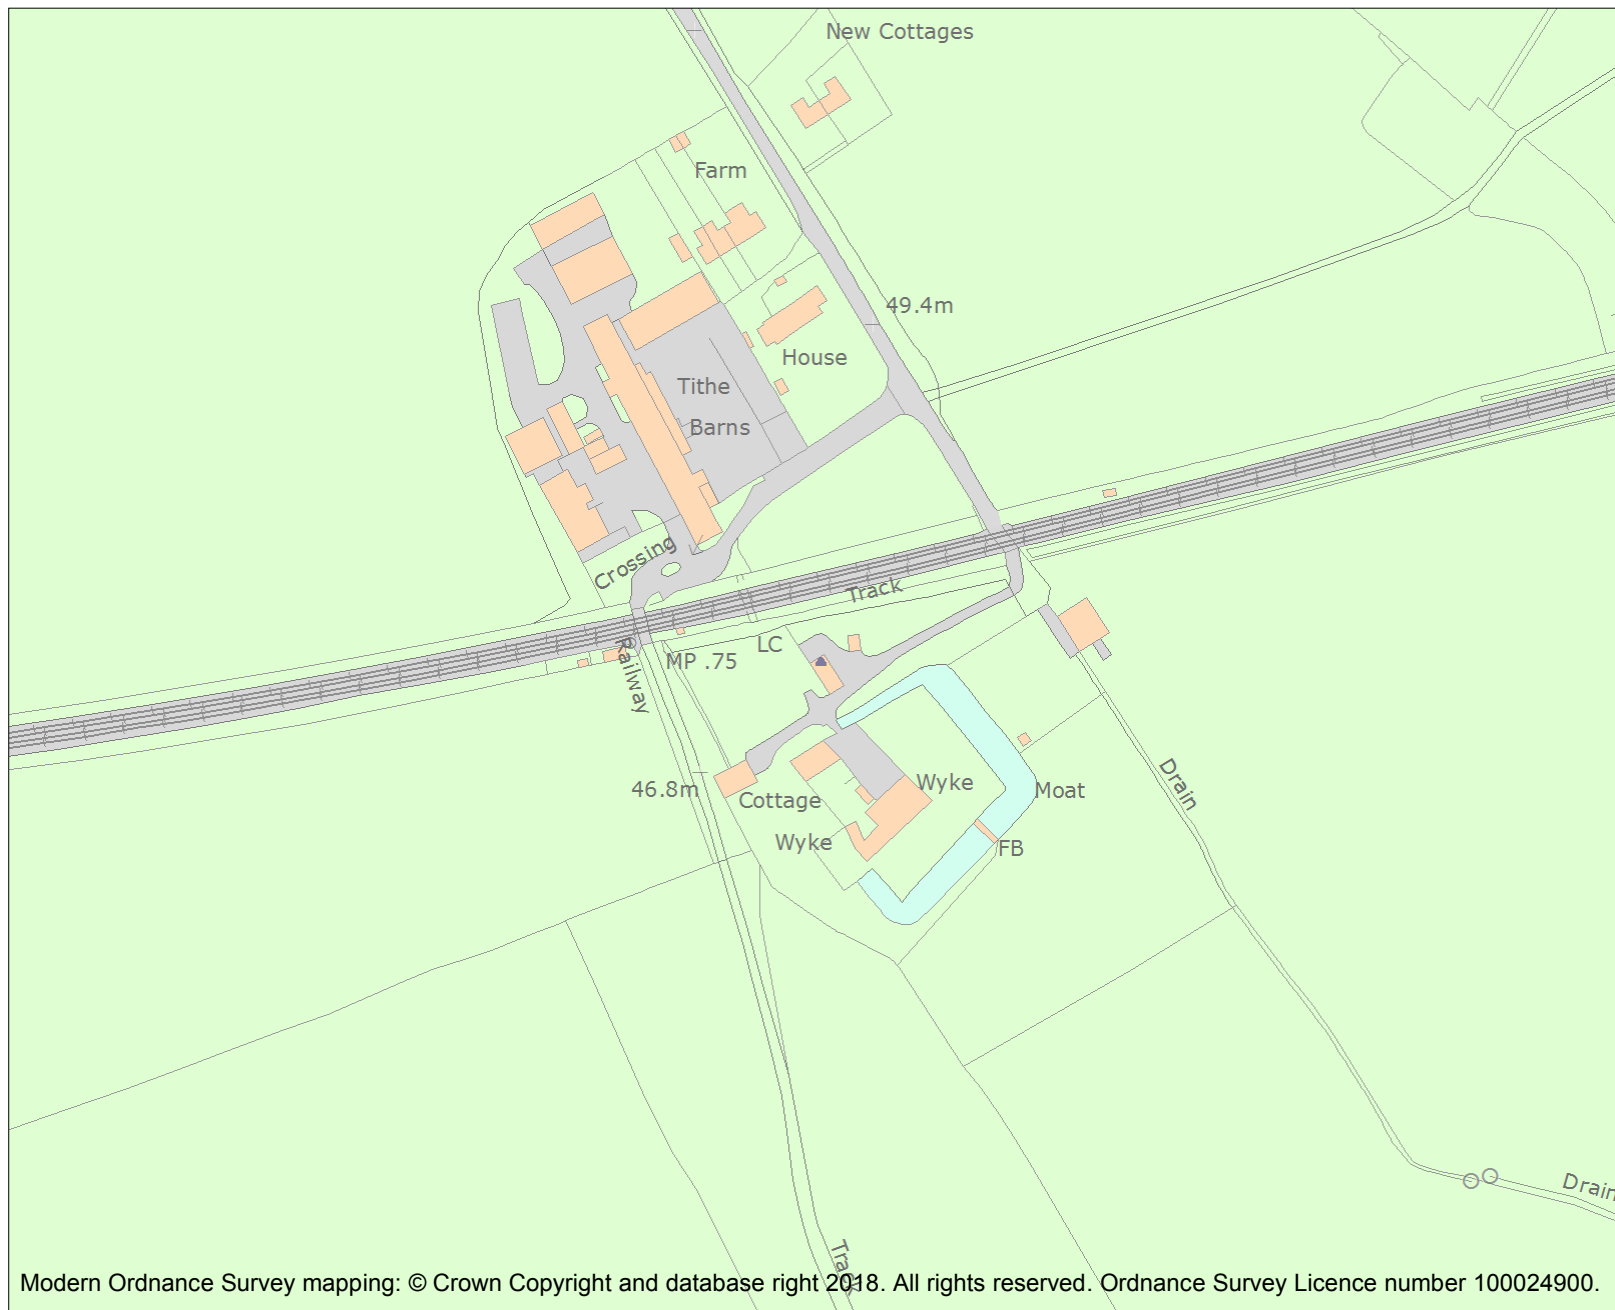 New Cottages
Farm
49.4m
House
Tithe
Barns
Crossing
Track
LC
MP .75
Railway
46.8m
Cottage
Wyke
Wyke
Moat
Drain
FB
Drain
Track
Modern Ordnance Survey mapping: © Crown Copyright and database right 2018. All rights reserved. Ordnance Survey Licence number 100024900.